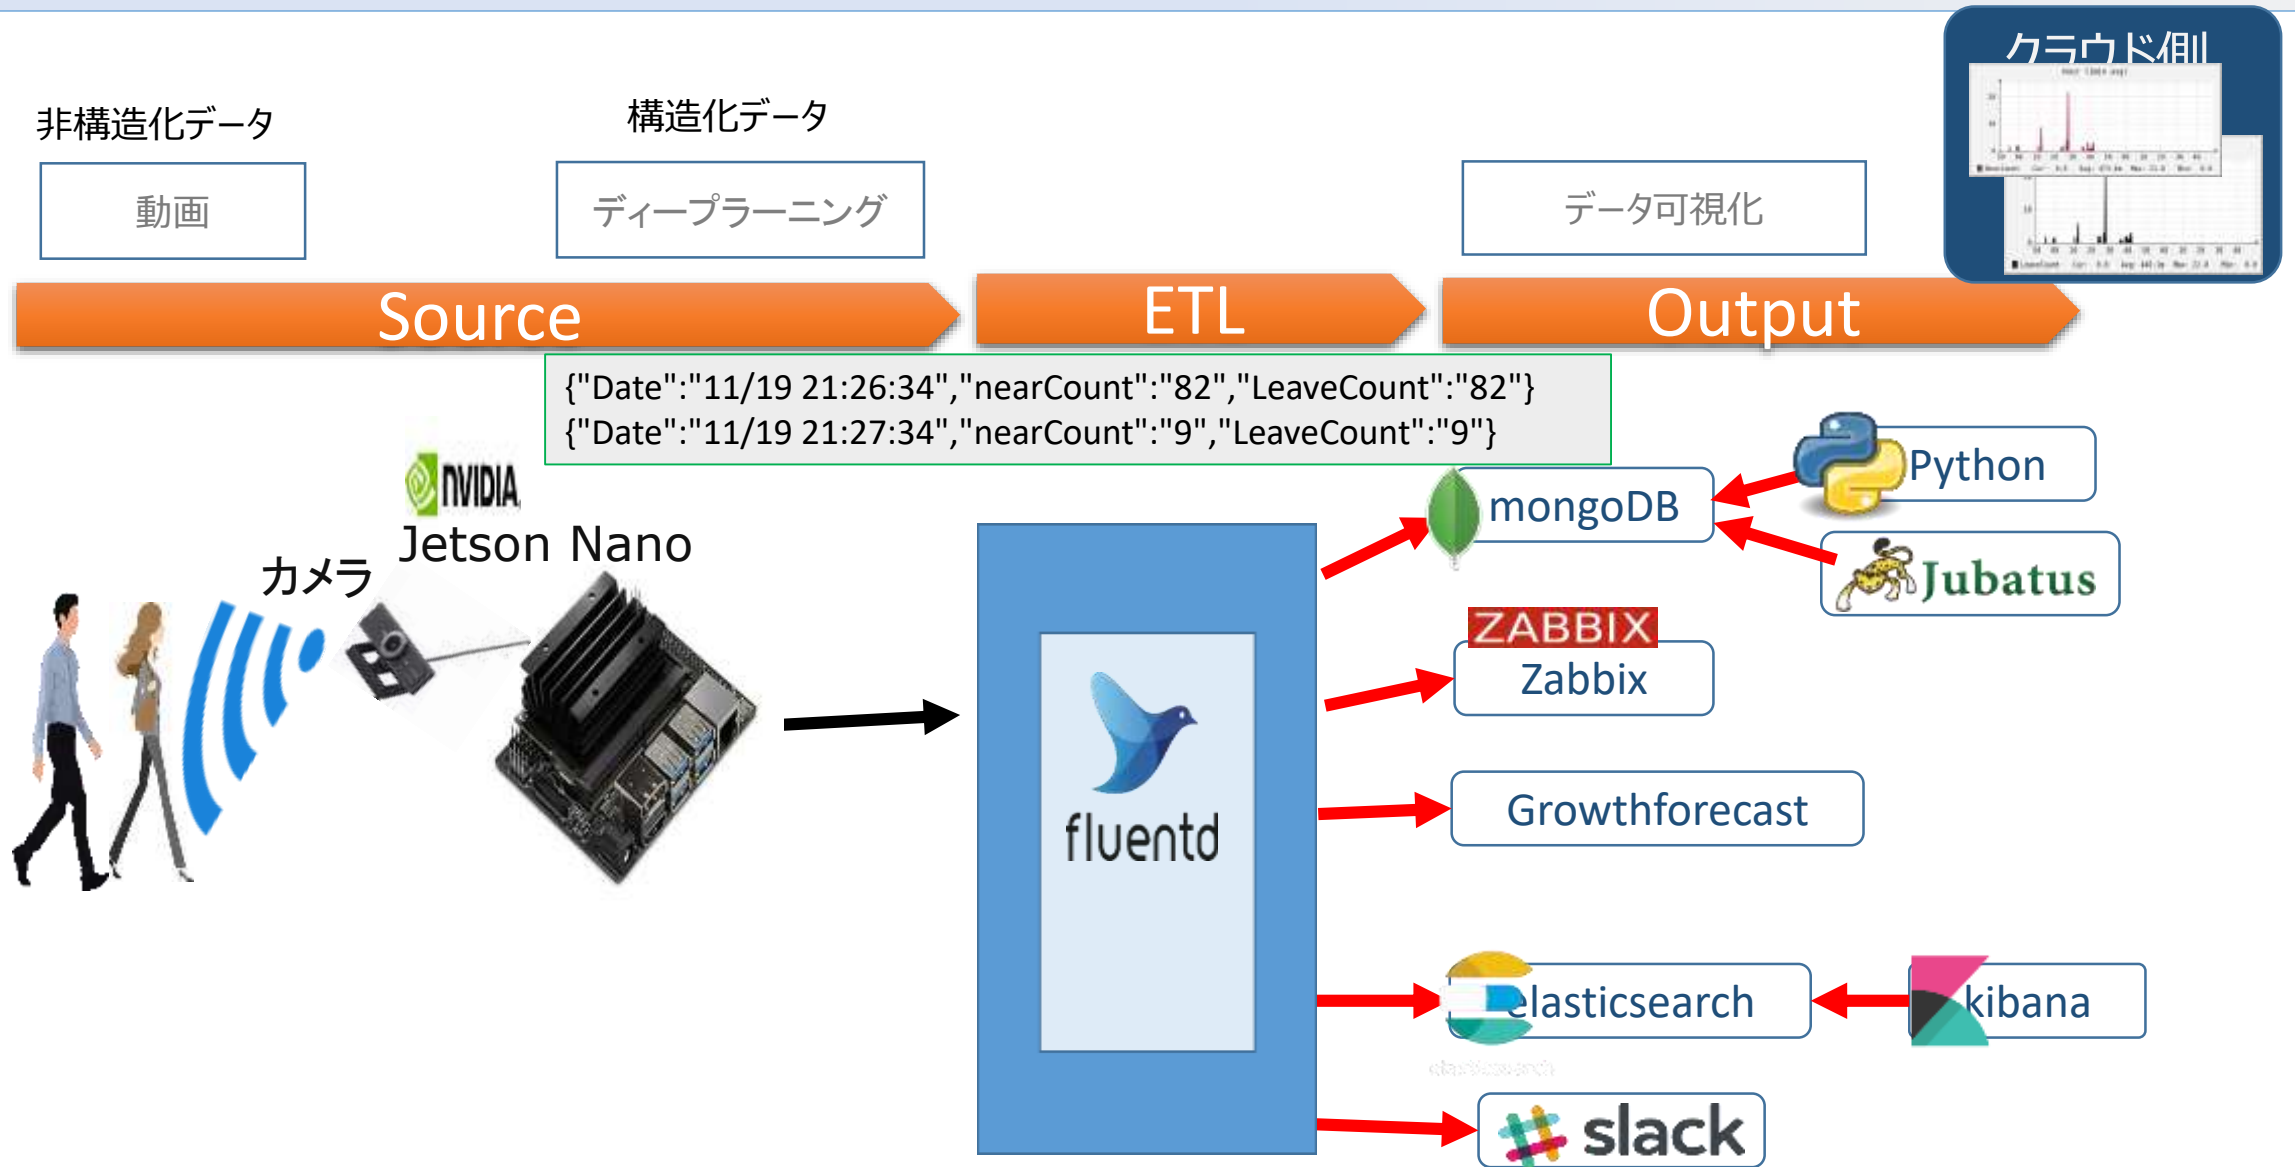 クラウド側
非構造化データ
構造化データ
動画
ディープラーニング
データ可視化
Source
ETL
Output
{"Date":"11/19 21:26:34","nearCount":"82","LeaveCount":"82"}
{"Date":"11/19 21:27:34","nearCount":"9","LeaveCount":"9"}
NVIDIA
Jetson Nano
カメラ
fluentd
mongoDB
Python
Jubatus
ZABBIX
Zabbix
Growthforecast
elasticsearch
kibana
elasticsearch
slack